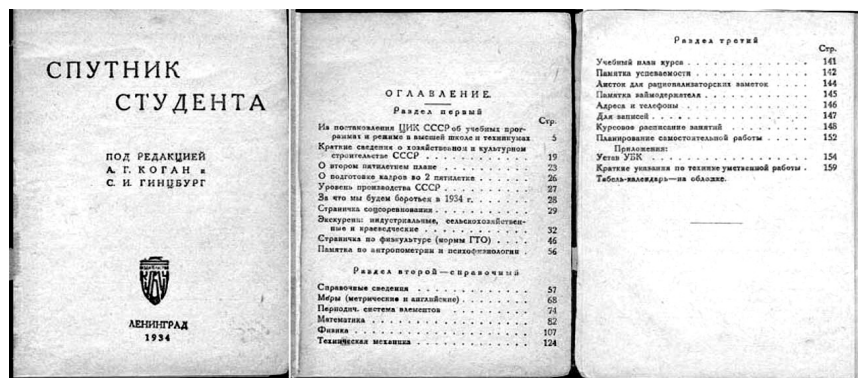 СПУТНИК
СТУДЕНТА
ПОД РЕДАКЦИЕЙ
А. Г. КОГАН и
С. И. ГИНЦБУРГ
ЛЕНИНГРАД
1934
ОГЛАВЛЕНИЕ.
Раздел первый
Стр.
Из постановления ЦИК СССР об учебных прог-
раммах и режиме в высшей школе и техникумах 5
Краткие сведения о хозяйственном и культурном
строительстве СССР . . . . . . . . . . . . 19
О втором пятилетнем плане . . . . . . . . . 23
О подготовке кадров во 2 пятилетке . . . . . . 26
Уровень производства СССР . . . . . . . . . 27
За что мы будем бороться в 1934 г. . . . . . . 28
Страничка соцсоревнования . . . . . . . . . . 29
Экскурсии: индустриальные, сельскохозяйствен-
ные и краеведческие . . . . . . . . . . . 32
Страничка по физкультуре (нормы ГТО) . . . . 46
Памятка по антропометрии и психофизиологии . 56
Раздел второй — справочный
Справочные сведения . . . . . . . . . . . . 57
Меры (метрические и английские) . . . . . . . 68
Периодич. система элементов . . . . . . . . 74
Математика . . . . . . . . . . . . . . . . 82
Физика . . . . . . . . . . . . . . . . . . 107
Техническая механика . . . . . . . . . . . . 124
Раздел третий
Стр.
Учебный план курса . . . . . . . . . . . . 141
Памятка успеваемости . . . . . . . . . . . 142
Листок для рационализаторских заметок . . . . 144
Памятка займодержателя . . . . . . . . . . 145
Адреса и телефоны . . . . . . . . . . . . . 146
Для записей . . . . . . . . . . . . . . . . 147
Курсовое расписание занятий . . . . . . . . 148
Планирование самостоятельной работы . . . . . 152
Приложения:
Устав УБК . . . . . . . . . . . . . . . . . 154
Краткие указания по технике умственной работы . 159
Табель-календарь — на обложке.